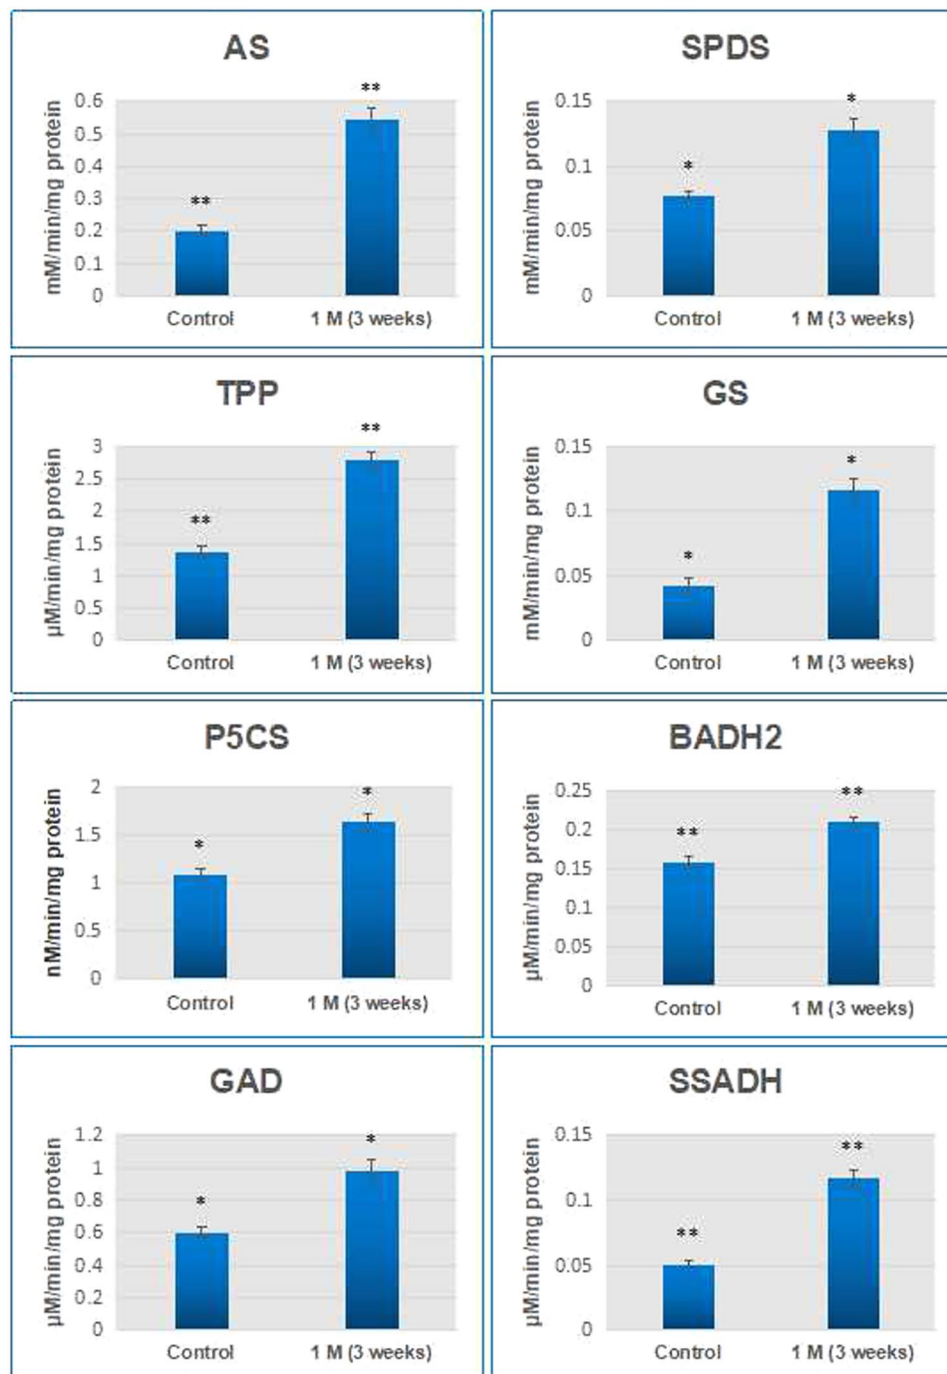 AS
mM/min/mg protein
0.6
0.5
0.4
0.3
0.2
0.1
0
**
**
Control
1 M (3 weeks)
SPDS
mM/min/mg protein
0.15
0.1
0.05
0
*
*
Control
1 M (3 weeks)
TPP
µM/min/mg protein
3
2.5
2
1.5
1
0.5
0
**
**
Control
1 M (3 weeks)
GS
mM/min/mg protein
0.15
0.1
0.05
0
*
*
Control
1 M (3 weeks)
P5CS
nM/min/mg protein
2
1.5
1
0.5
0
*
*
Control
1 M (3 weeks)
BADH2
µM/min/mg protein
0.25
0.2
0.15
0.1
0.05
0
**
**
Control
1 M (3 weeks)
GAD
µM/min/mg protein
1.2
1
0.8
0.6
0.4
0.2
0
*
*
Control
1 M (3 weeks)
SSADH
µM/min/mg protein
0.15
0.1
0.05
0
**
**
Control
1 M (3 weeks)